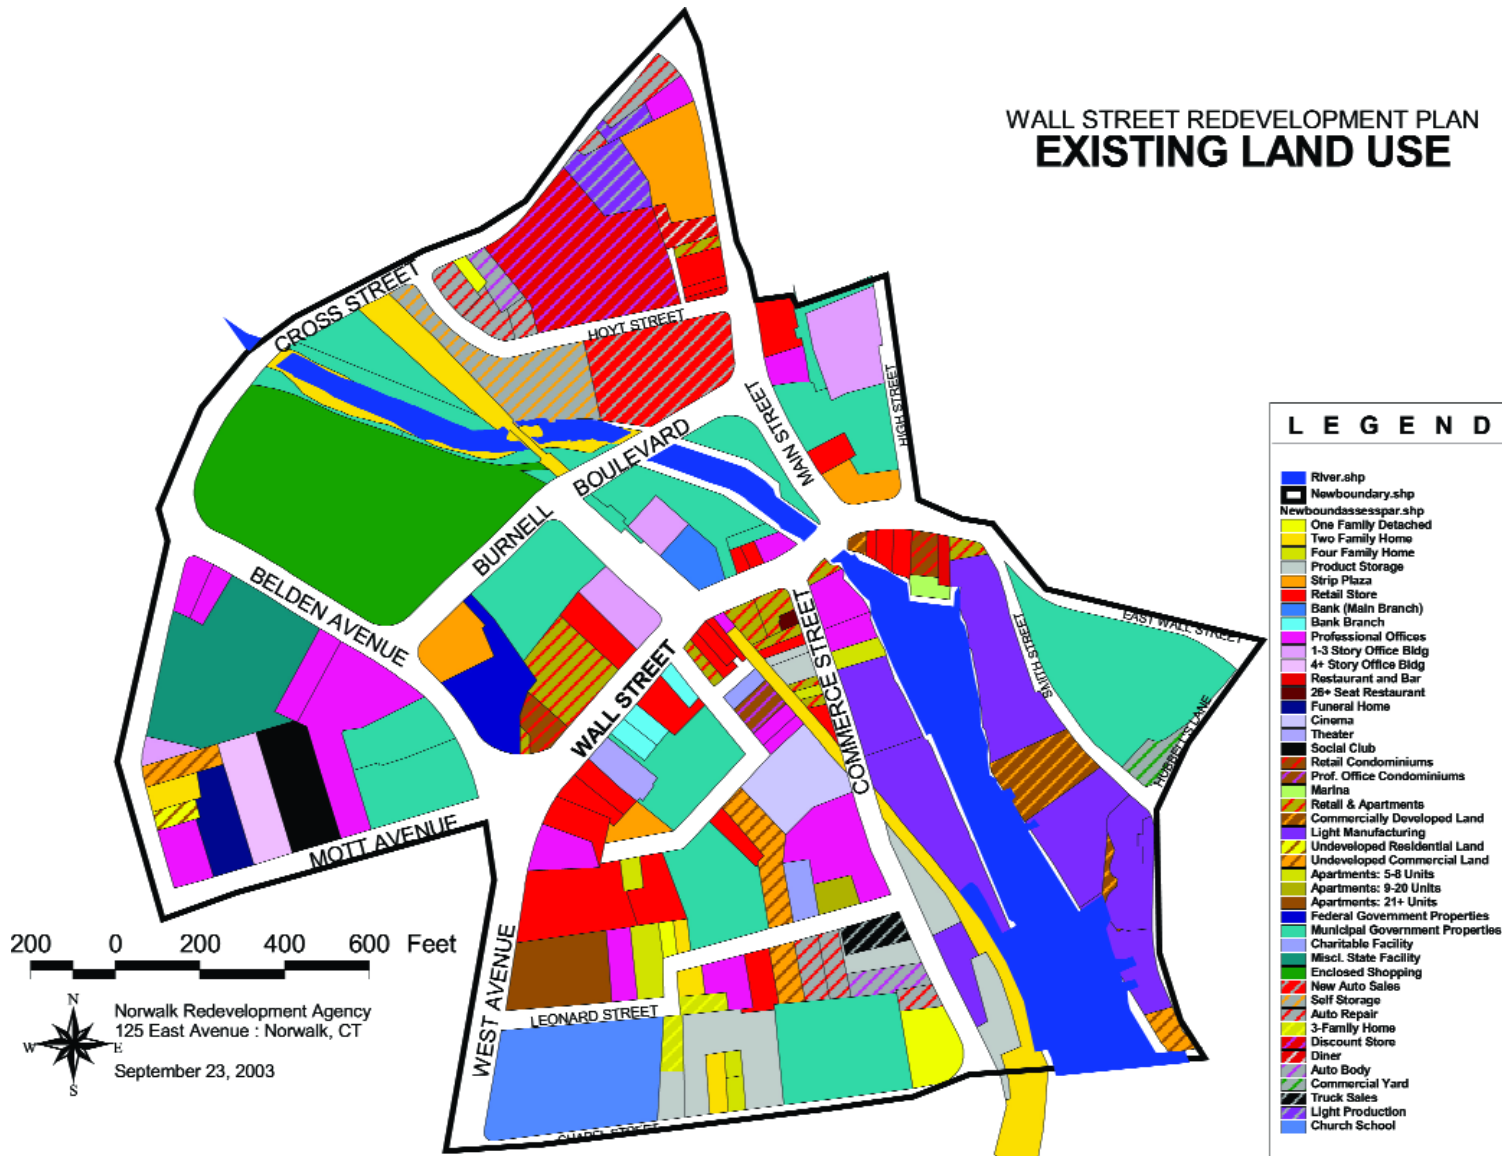 WALL STREET REDEVELOPMENT PLAN
EXISTING LAND USE
CROSS STREET
HOYT STREET
MAIN STREET
HIGH STREET
BURNELL BOULEVARD
BELDEN AVENUE
WALL STREET
COMMERCE STREET
SMITH STREET
EAST WALL STREET
HUBBELL'S LANE
MOTT AVENUE
WEST AVENUE
LEONARD STREET
CHAPEL STREET
200 0 200 400 600 Feet
N
W E
S
Norwalk Redevelopment Agency
125 East Avenue : Norwalk, CT
September 23, 2003
LEGEND
River.shp
Newboundary.shp
Newboundassesspar.shp
One Family Detached
Two Family Home
Four Family Home
Product Storage
Strip Plaza
Retail Store
Bank (Main Branch)
Bank Branch
Professional Offices
1-3 Story Office Bldg
4+ Story Office Bldg
Restaurant and Bar
26+ Seat Restaurant
Funeral Home
Cinema
Theater
Social Club
Retail Condominiums
Prof. Office Condominiums
Marina
Retail & Apartments
Commercially Developed Land
Light Manufacturing
Undeveloped Residential Land
Undeveloped Commercial Land
Apartments: 5-8 Units
Apartments: 9-20 Units
Apartments: 21+ Units
Federal Government Properties
Municipal Government Properties
Charitable Facility
Miscl. State Facility
Enclosed Shopping
New Auto Sales
Self Storage
Auto Repair
3-Family Home
Discount Store
Diner
Auto Body
Commercial Yard
Truck Sales
Light Production
Church School